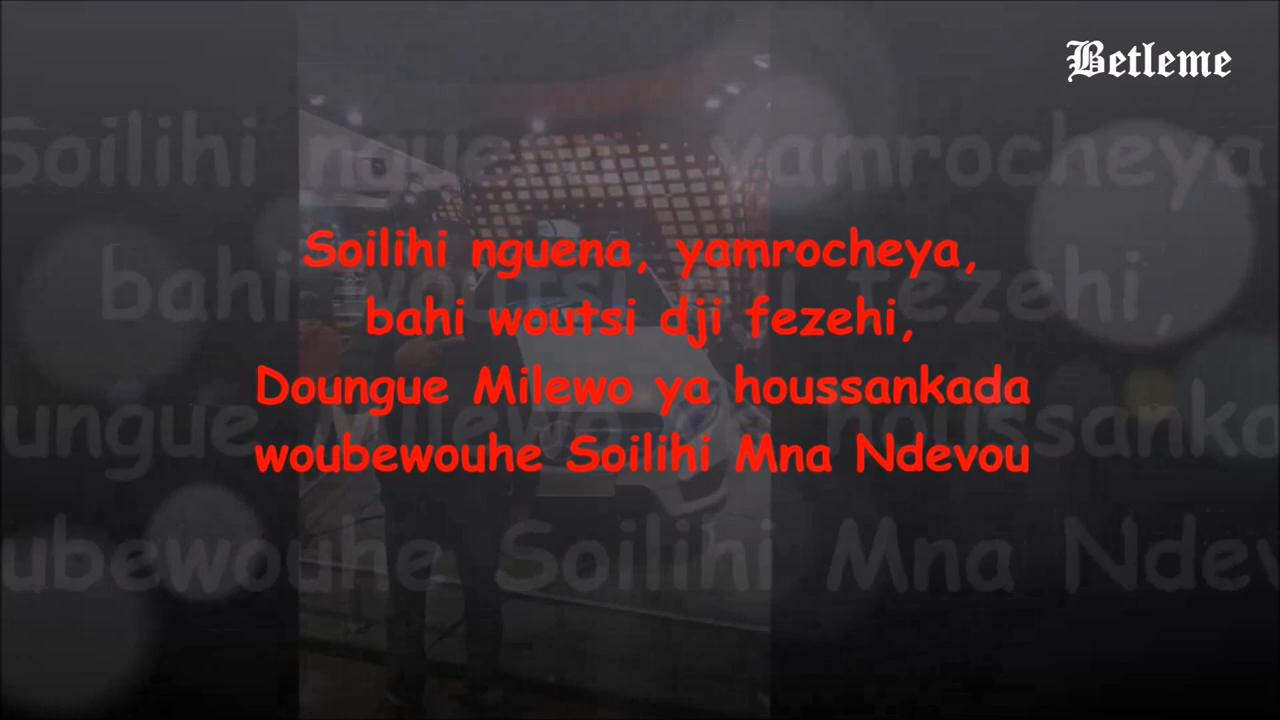 Betleme
Soilihi nguena, yamrocheya,
bahi woutsi dji fezehi,
Doungue Milewo ya houssankada
woubewouhe Soilihi Mna Ndevou